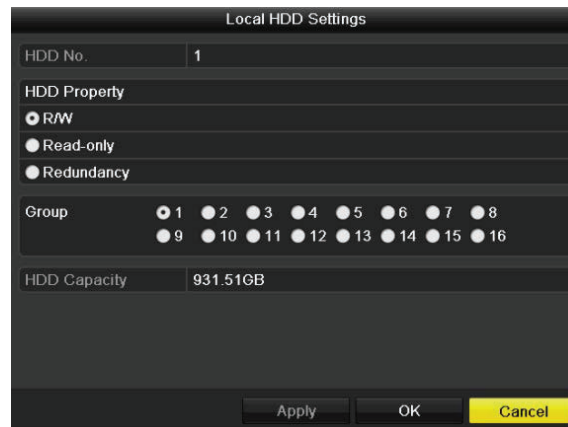 Local HDD Settings
HDD No. 1
HDD Property
R/W
Read-only
Redundancy
Group 1 2 3 4 5 6 7 8
9 10 11 12 13 14 15 16
HDD Capacity 931.51GB
Apply OK Cancel